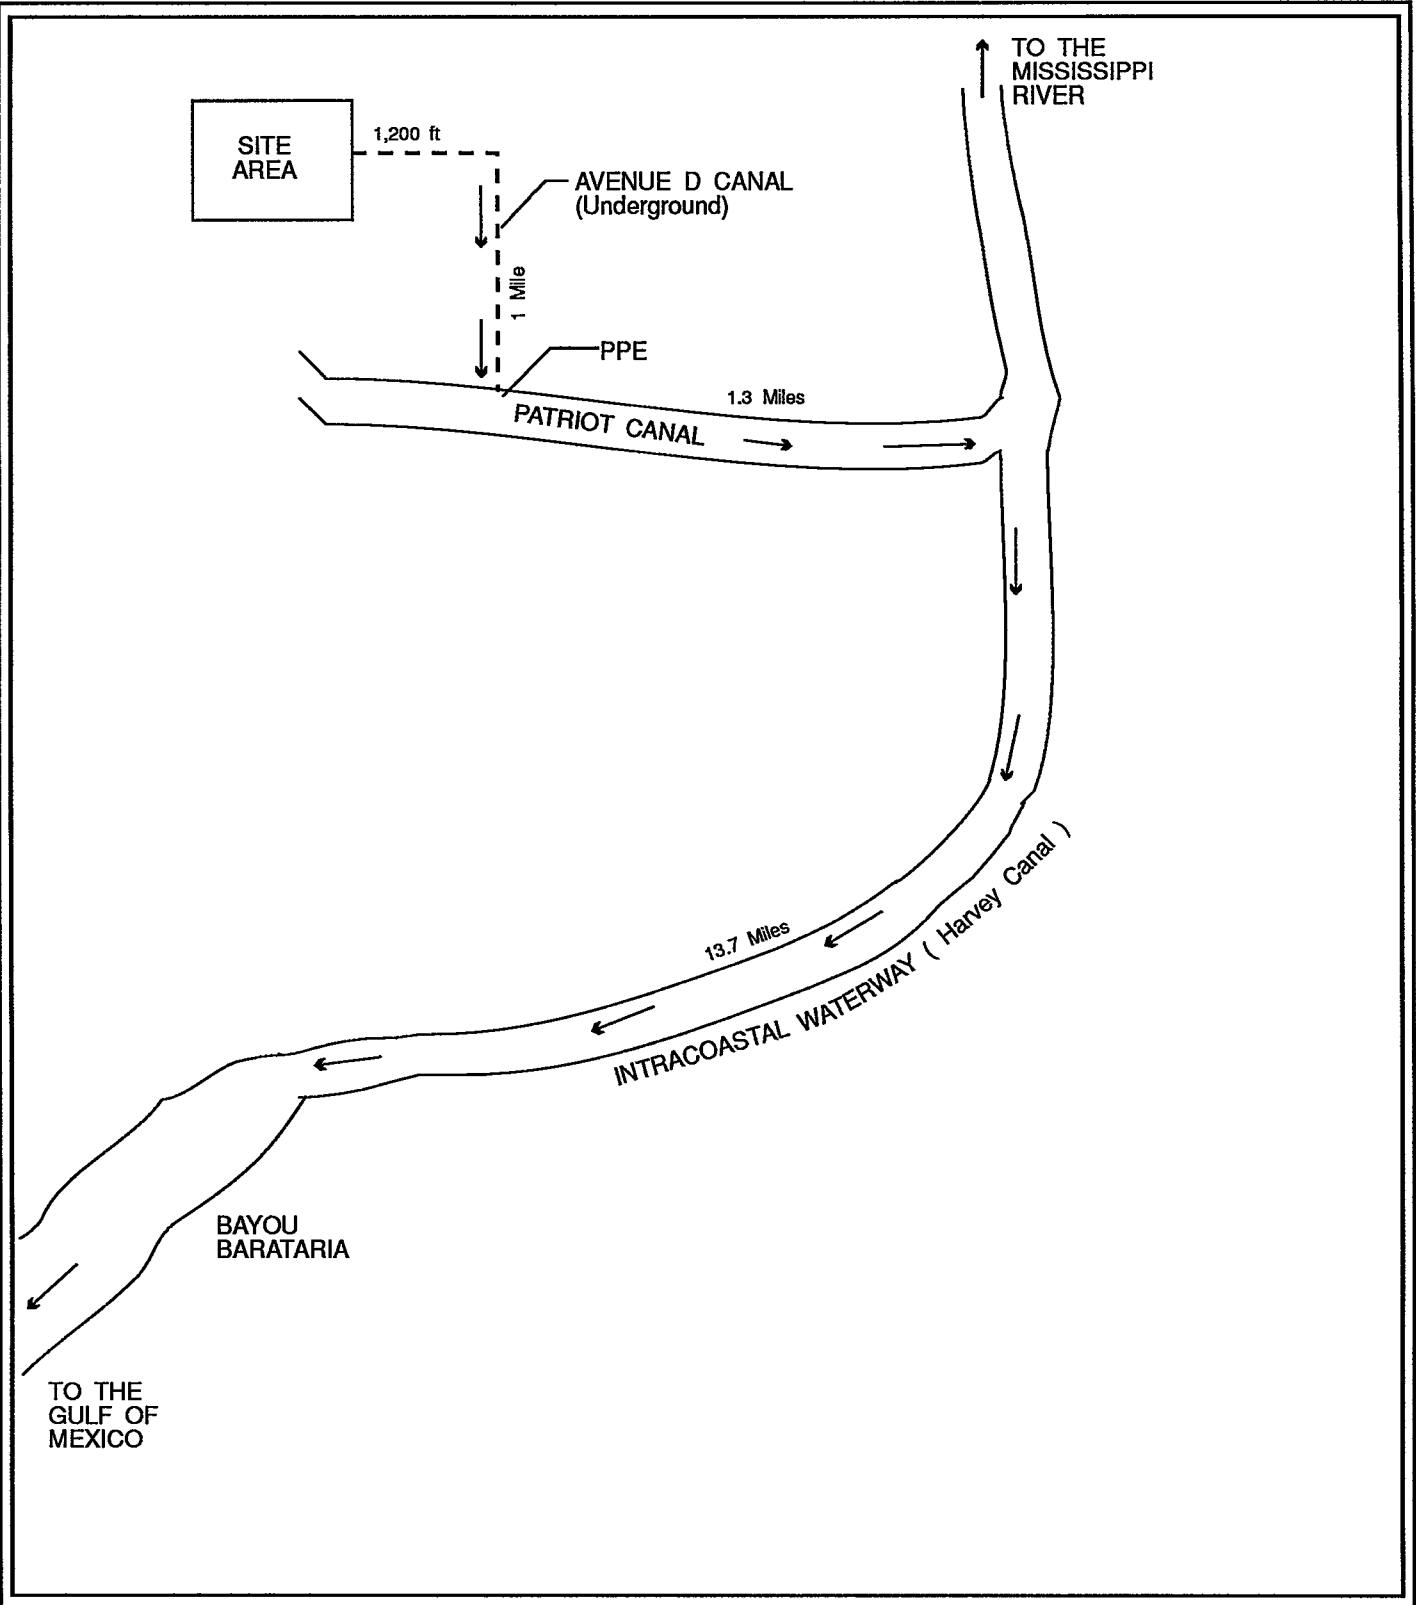 TO THE
MISSISSIPPI
RIVER
SITE
AREA
1,200 ft
AVENUE D CANAL
(Underground)
1 Mile
PPE
1.3 Miles
PATRIOT CANAL
13.7 Miles
INTRACOASTAL WATERWAY ( Harvey Canal )
BAYOU
BARATARIA
TO THE
GULF OF
MEXICO